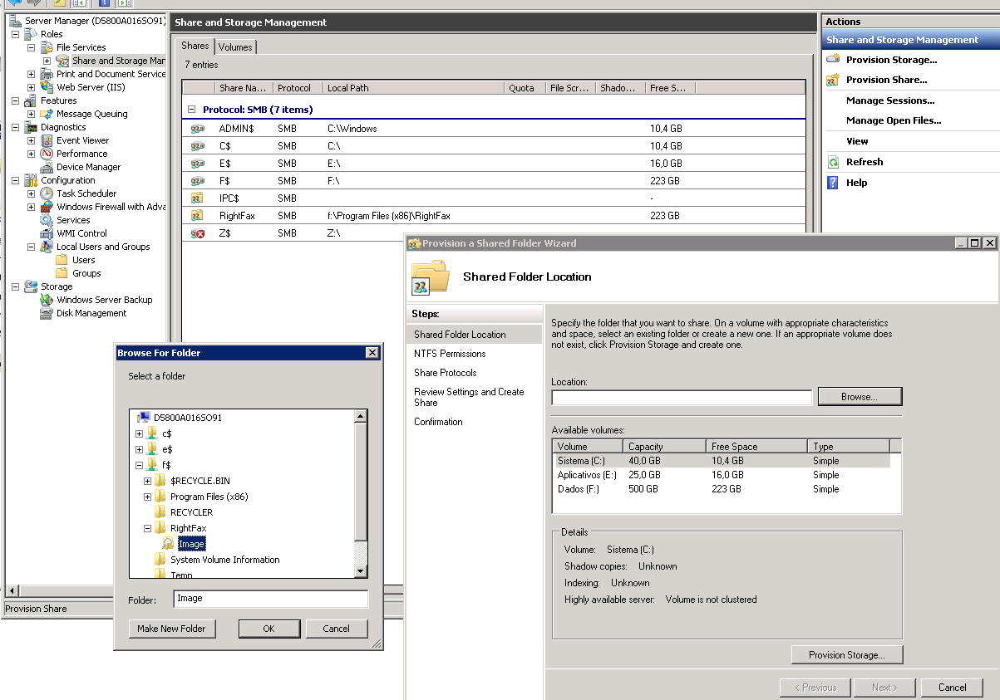 Server Manager (D5800A0165O91)
Roles
File Services
Share and Storage Mar
Print and Document Service
Web Server (IIS)
Features
Message Queuing
Diagnostics
Event Viewer
Performance
Device Manager
Configuration
Task Scheduler
Windows Firewall with Adva
Services
WMI Control
Local Users and Groups
Users
Groups
Storage
Windows Server Backup
Disk Management
Share and Storage Management
Shares
Volumes
7 entries
Share Na... Protocol Local Path Quota File Scr... Shado... Free S...
Protocol: SMB (7 items)
ADMIN$ SMB C:\Windows 10,4 GB
C$ SMB C:\ 10,4 GB
E$ SMB E:\ 16,0 GB
F$ SMB F:\ 223 GB
IPC$ SMB -
RightFax SMB f:\Program Files (x86)\RightFax 223 GB
Z$ SMB Z:\
Actions
Share and Storage Management
Provision Storage...
Provision Share...
Manage Sessions...
Manage Open Files...
View
Refresh
Help
Provision Share
Browse For Folder
Select a folder
D5800A0165O91
c$
e$
f$
$RECYCLE.BIN
Program Files (x86)
RECYCLER
RightFax
Image
System Volume Information
Temp
Folder: Image
Make New Folder OK Cancel
Provision a Shared Folder Wizard
Shared Folder Location
Steps:
Shared Folder Location
NTFS Permissions
Share Protocols
Review Settings and Create
Share
Confirmation
Specify the folder that you want to share. On a volume with appropriate characteristics
and space, select an existing folder or create a new one. If an appropriate volume does
not exist, click Provision Storage and create one.
Location:
Browse...
Available volumes:
Volume Capacity Free Space Type
Sistema (C:) 40,0 GB 10,4 GB Simple
Aplicativos (E:) 25,0 GB 16,0 GB Simple
Dados (F:) 500 GB 223 GB Simple
Details
Volume: Sistema (C:)
Shadow copies: Unknown
Indexing: Unknown
Highly available server: Volume is not clustered
Provision Storage...
< Previous Next > Cancel